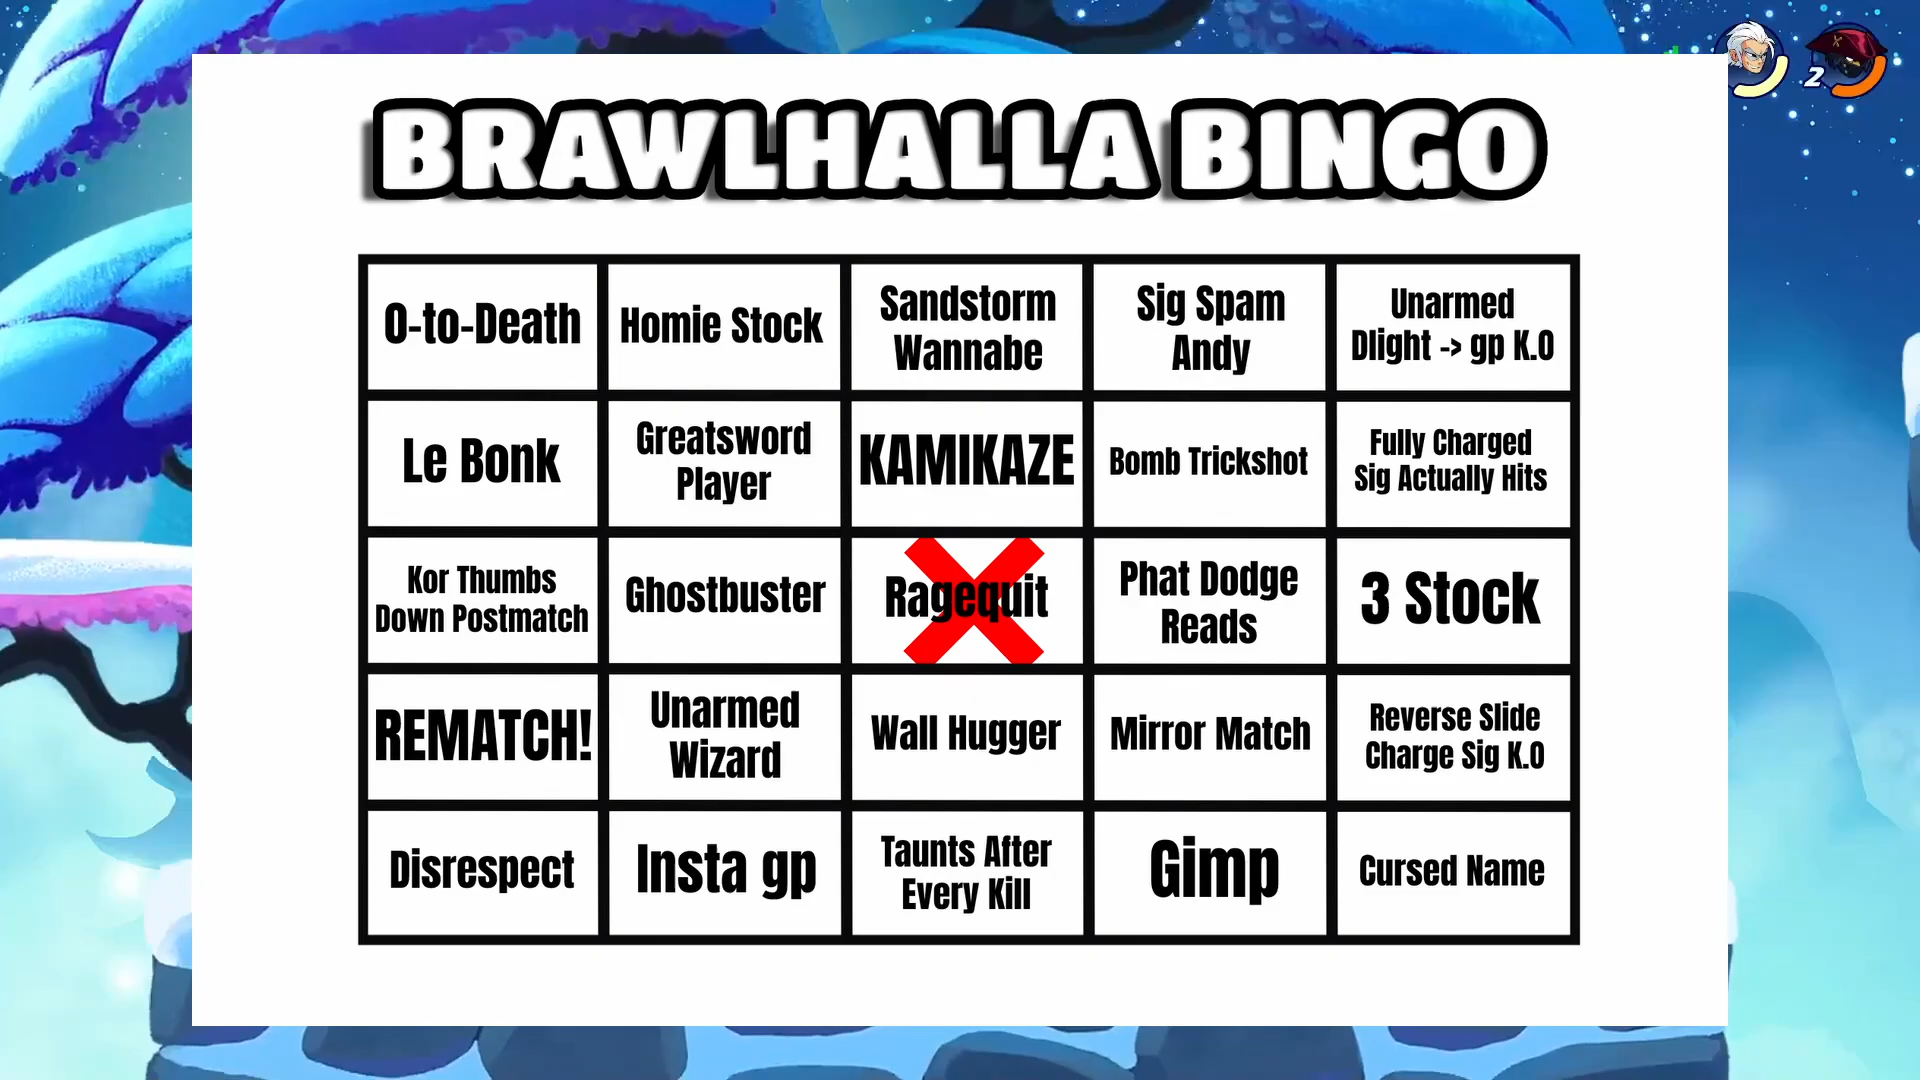 2
BRAWLHALLA BINGO
0-to-Death
Homie Stock
Sandstorm
Wannabe
Sig Spam
Andy
Unarmed
Dlight -> gp K.O
Le Bonk
Greatsword
Player
KAMIKAZE
Bomb Trickshot
Fully Charged
Sig Actually Hits
Kor Thumbs
Down Postmatch
Ghostbuster
Ragequit
Phat Dodge
Reads
3 Stock
REMATCH!
Unarmed
Wizard
Wall Hugger
Mirror Match
Reverse Slide
Charge Sig K.O
Disrespect
Insta gp
Taunts After
Every Kill
Gimp
Cursed Name